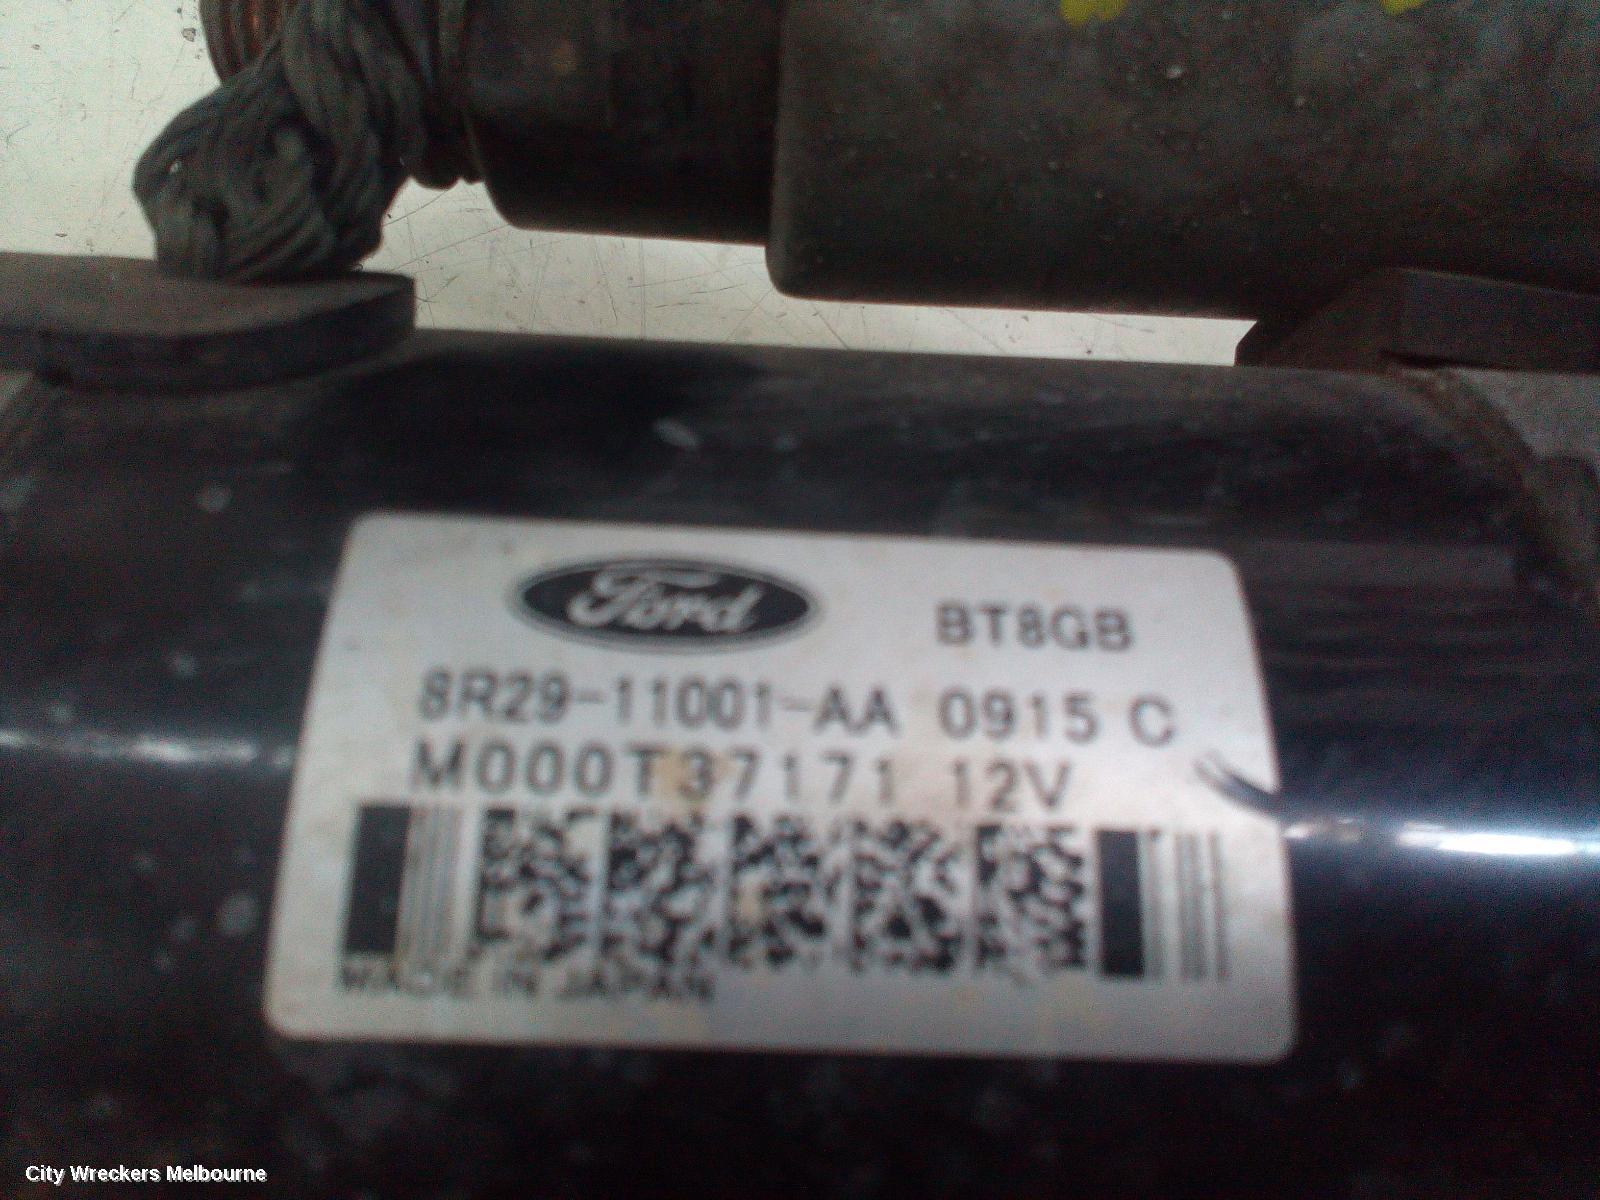 Ford
BT8GB
8R29-11001-AA 0915 C
M000T37171 12V
MADE IN JAPAN
City Wreckers Melbourne